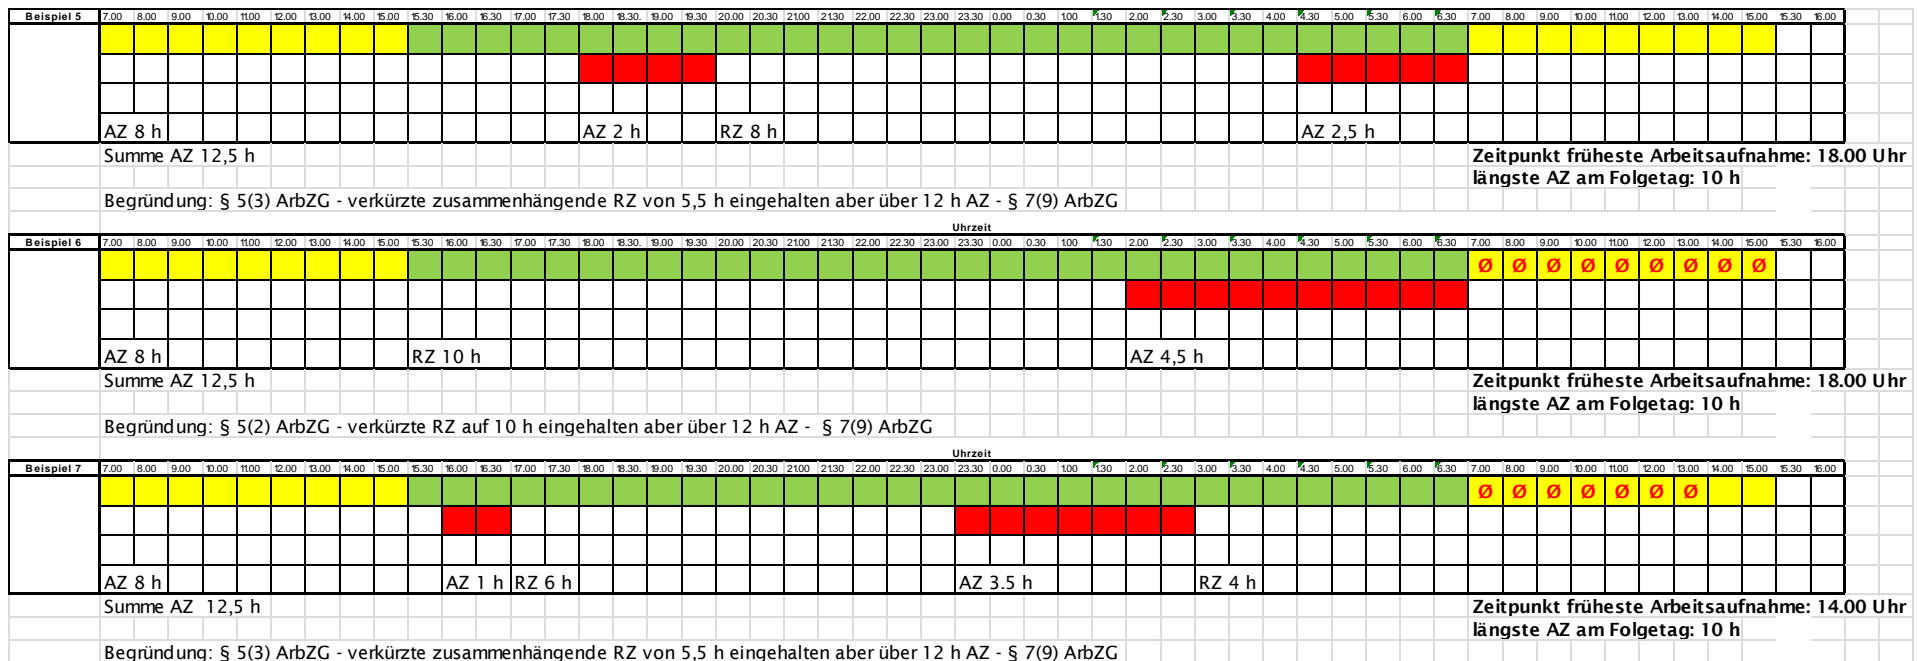 Beispiel 5 7.00 8.00 9.00 10.00 11.00 12.00 13.00 14.00 15.00 15.30 16.00 16.30 17.00 17.30 18.00 18.30. 19.00 19.30 20.00 20.30 21.00 21.30 22.00 22.30 23.00 23.30 0.00 0.30 1.00 1.30 2.00 2.30 3.00 3.30 4.00 4.30 5.00 5.30 6.00 6.30 7.00 8.00 9.00 10.00 11.00 12.00 13.00 14.00 15.00 15.30 16.00
AZ 8 h AZ 2 h RZ 8 h AZ 2,5 h
Summe AZ 12,5 h Zeitpunkt früheste Arbeitsaufnahme: 18.00 Uhr
längste AZ am Folgetag: 10 h
Begründung: § 5(3) ArbZG - verkürzte zusammenhängende RZ von 5,5 h eingehalten aber über 12 h AZ - § 7(9) ArbZG
Uhrzeit
Beispiel 6 7.00 8.00 9.00 10.00 11.00 12.00 13.00 14.00 15.00 15.30 16.00 16.30 17.00 17.30 18.00 18.30. 19.00 19.30 20.00 20.30 21.00 21.30 22.00 22.30 23.00 23.30 0.00 0.30 1.00 1.30 2.00 2.30 3.00 3.30 4.00 4.30 5.00 5.30 6.00 6.30 7.00 8.00 9.00 10.00 11.00 12.00 13.00 14.00 15.00 15.30 16.00
Ø Ø Ø Ø Ø Ø Ø Ø Ø
AZ 8 h RZ 10 h AZ 4,5 h
Summe AZ 12,5 h Zeitpunkt früheste Arbeitsaufnahme: 18.00 Uhr
längste AZ am Folgetag: 10 h
Begründung: § 5(2) ArbZG - verkürzte RZ auf 10 h eingehalten aber über 12 h AZ - § 7(9) ArbZG
Uhrzeit
Beispiel 7 7.00 8.00 9.00 10.00 11.00 12.00 13.00 14.00 15.00 15.30 16.00 16.30 17.00 17.30 18.00 18.30. 19.00 19.30 20.00 20.30 21.00 21.30 22.00 22.30 23.00 23.30 0.00 0.30 1.00 1.30 2.00 2.30 3.00 3.30 4.00 4.30 5.00 5.30 6.00 6.30 7.00 8.00 9.00 10.00 11.00 12.00 13.00 14.00 15.00 15.30 16.00
Ø Ø Ø Ø Ø Ø Ø
AZ 8 h AZ 1 h RZ 6 h AZ 3.5 h RZ 4 h
Summe AZ 12,5 h Zeitpunkt früheste Arbeitsaufnahme: 14.00 Uhr
längste AZ am Folgetag: 10 h
Begründung: § 5(3) ArbZG - verkürzte zusammenhängende RZ von 5,5 h eingehalten aber über 12 h AZ - § 7(9) ArbZG